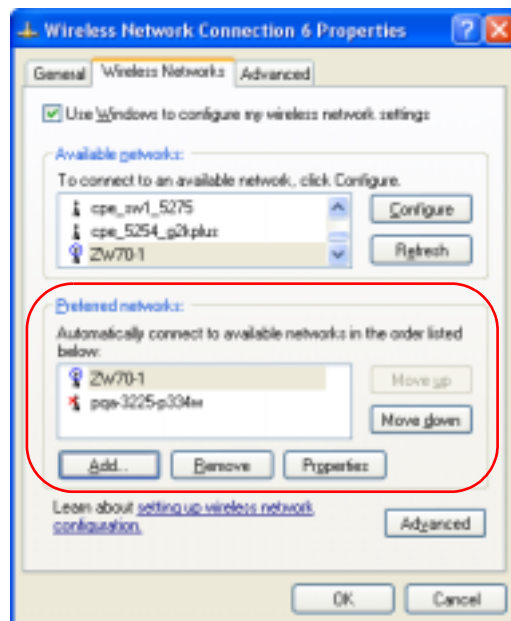 Wireless Network Connection 6 Properties
General Wireless Networks Advanced
Use Windows to configure my wireless network settings
Available networks:
To connect to an available network, click Configure.
cpe_sw1_5275
cpe_5254_g2kplus
ZW70-1
Configure
Refresh
Preferred networks:
Automatically connect to available networks in the order listed
below:
ZW70-1
pqa-3225-p334w
Move up
Move down
Add... Remove Properties
Learn about setting up wireless network
configuration.
Advanced
OK Cancel